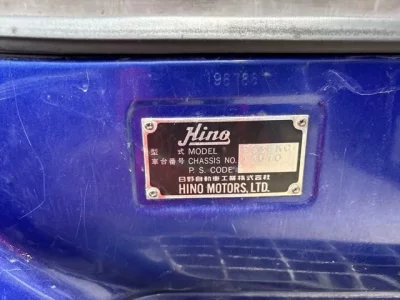 Hino
型 式 MODEL
車台番号 CHASSIS NO.
P. S. CODE
日野自動車工業株式会社
HINO MOTORS, LTD.